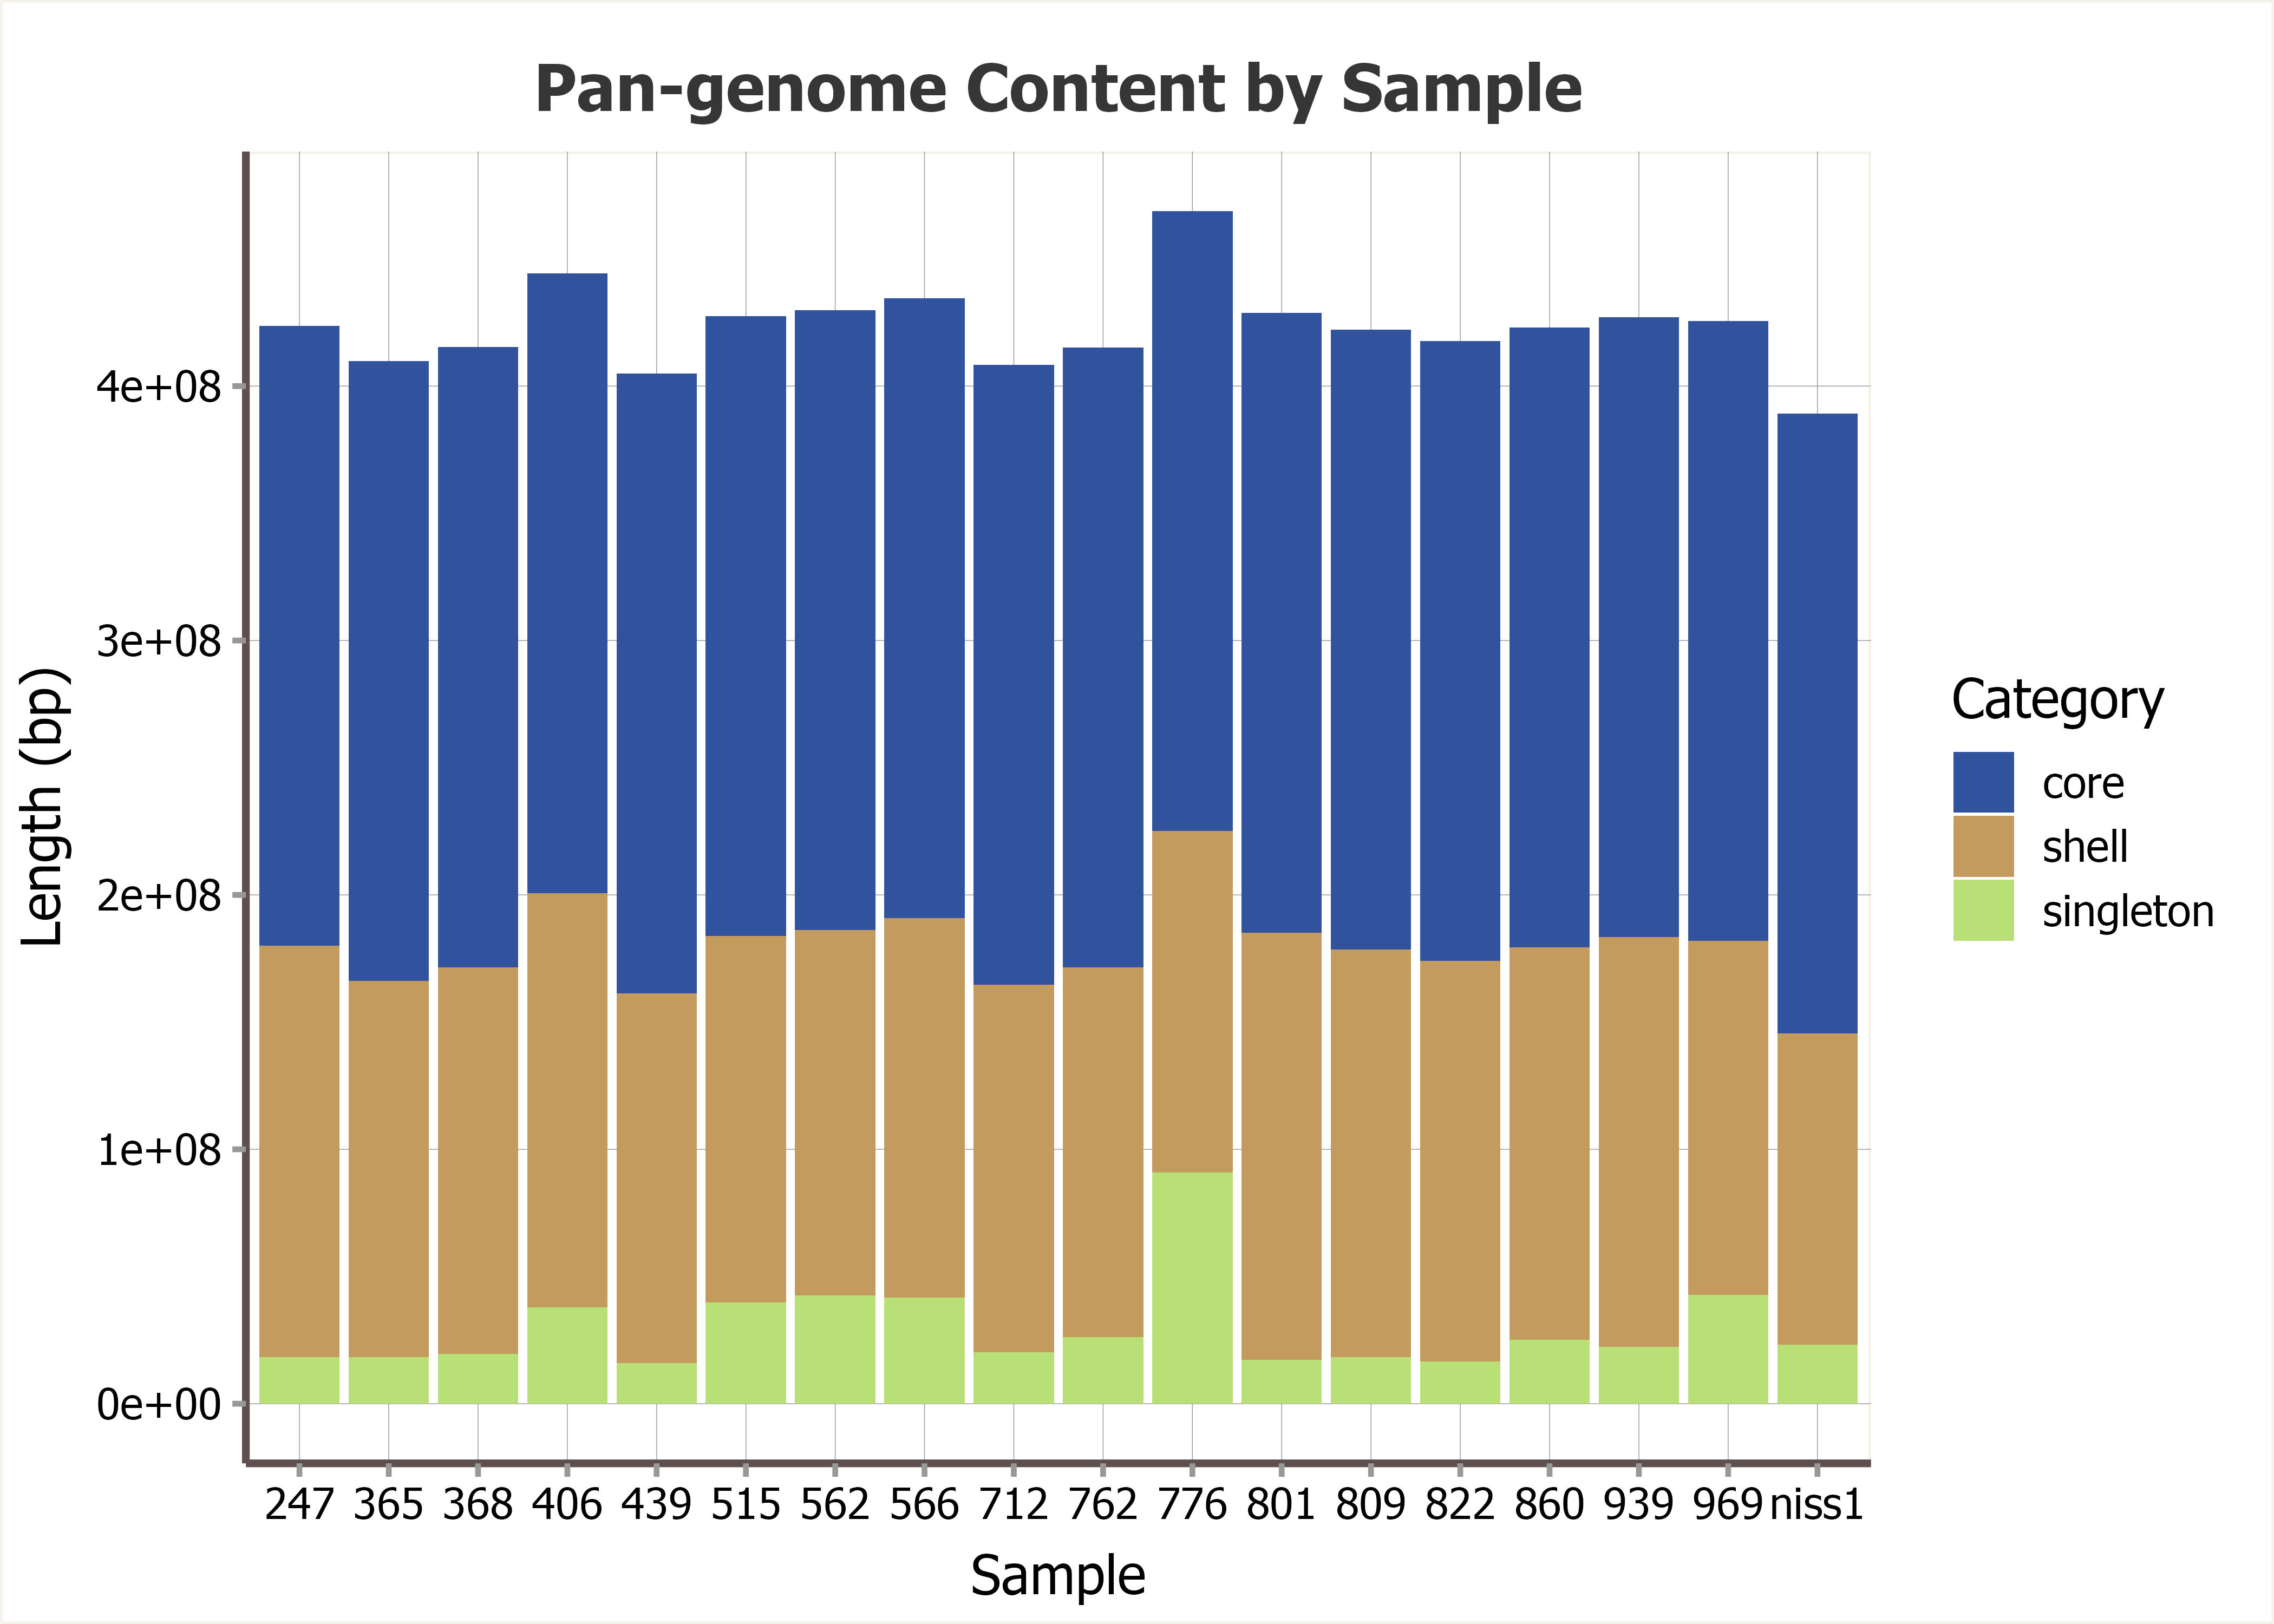 Pan-genome Content by Sample
Length (bp)
4e+08
3e+08
2e+08
1e+08
0e+00
247 365 368 406 439 515 562 566 712 762 776 801 809 822 860 939 969 niss1
Sample
Category
core
shell
singleton